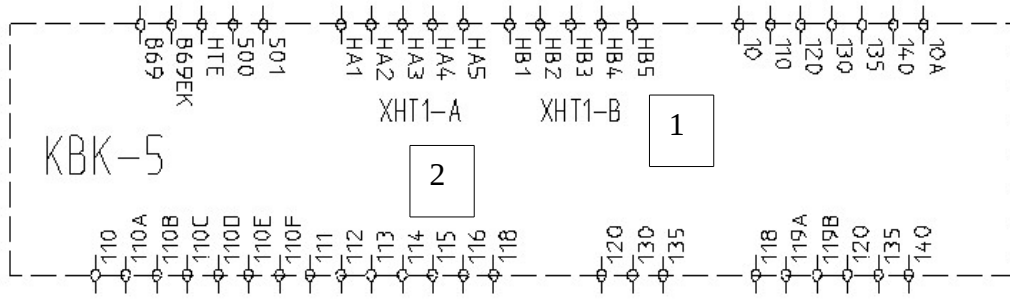 B69 B69EK HTE 500 501 HA1 HA2 HA3 HA4 HA5 HB1 HB2 HB3 HB4 HB5 10 110 120 130 135 140 10A
XHT1-A XHT1-B 1
KBK-5
2
110 110A 110B 110C 110D 110E 110F 111 112 113 114 115 116 118 120 130 135 118 119A 119B 120 135 140